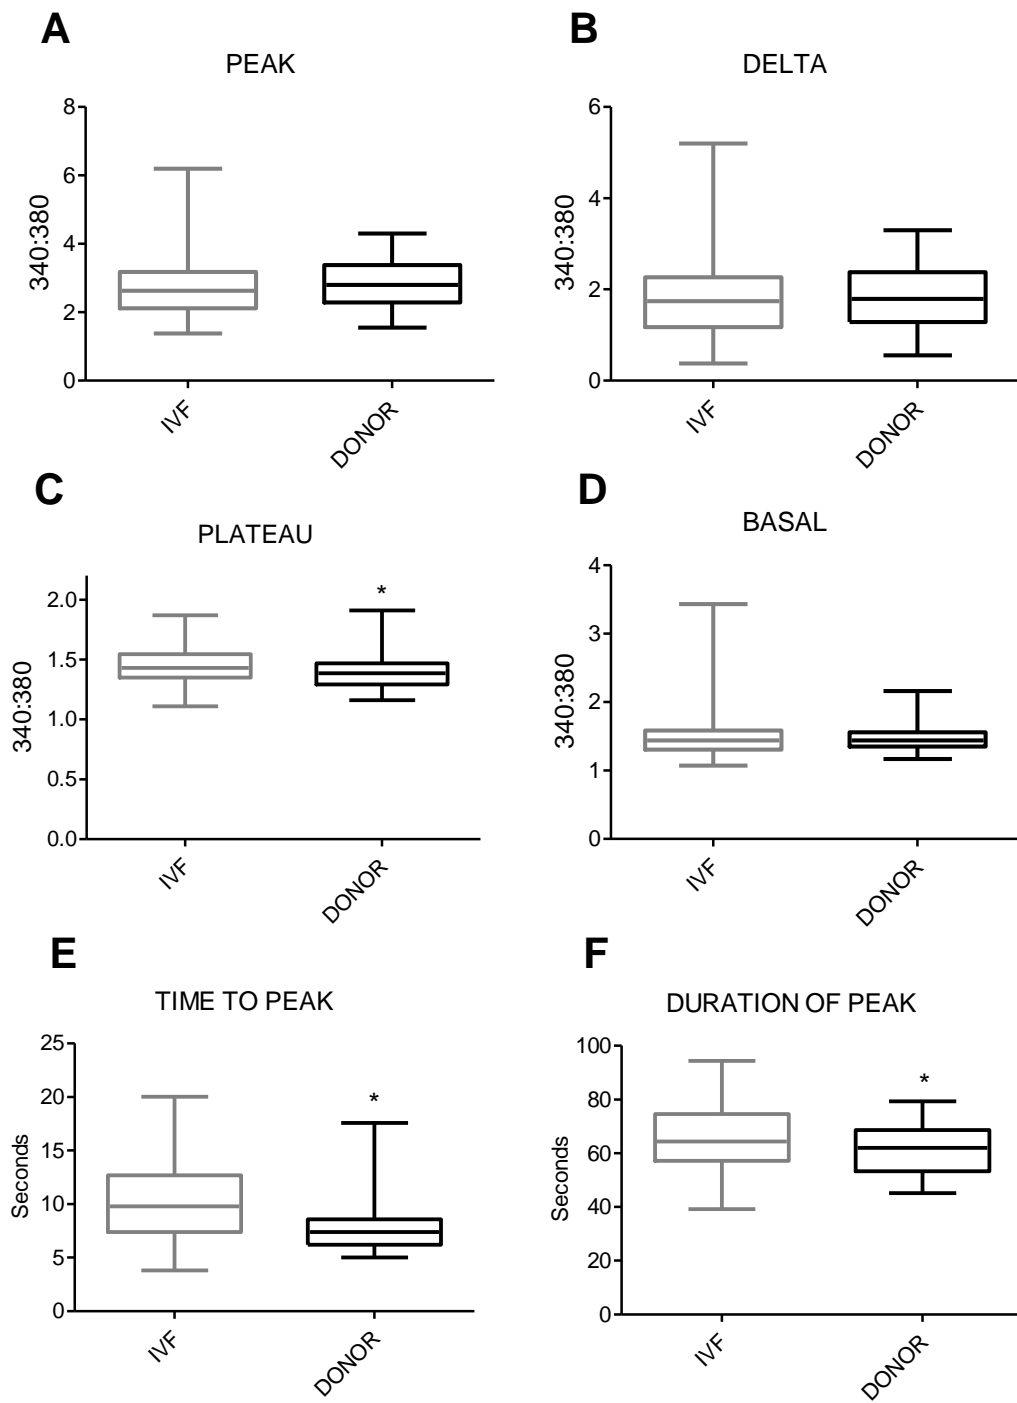 A
PEAK
340:380
8
6
4
2
0
IVF
DONOR
B
DELTA
340:380
6
4
2
0
IVF
DONOR
C
PLATEAU
340:380
2.0
1.5
1.0
0.5
0.0
*
IVF
DONOR
D
BASAL
340:380
4
3
2
1
0
IVF
DONOR
E
TIME TO PEAK
Seconds
25
20
15
10
5
0
*
IVF
DONOR
F
DURATION OF PEAK
Seconds
100
80
60
40
20
0
*
IVF
DONOR